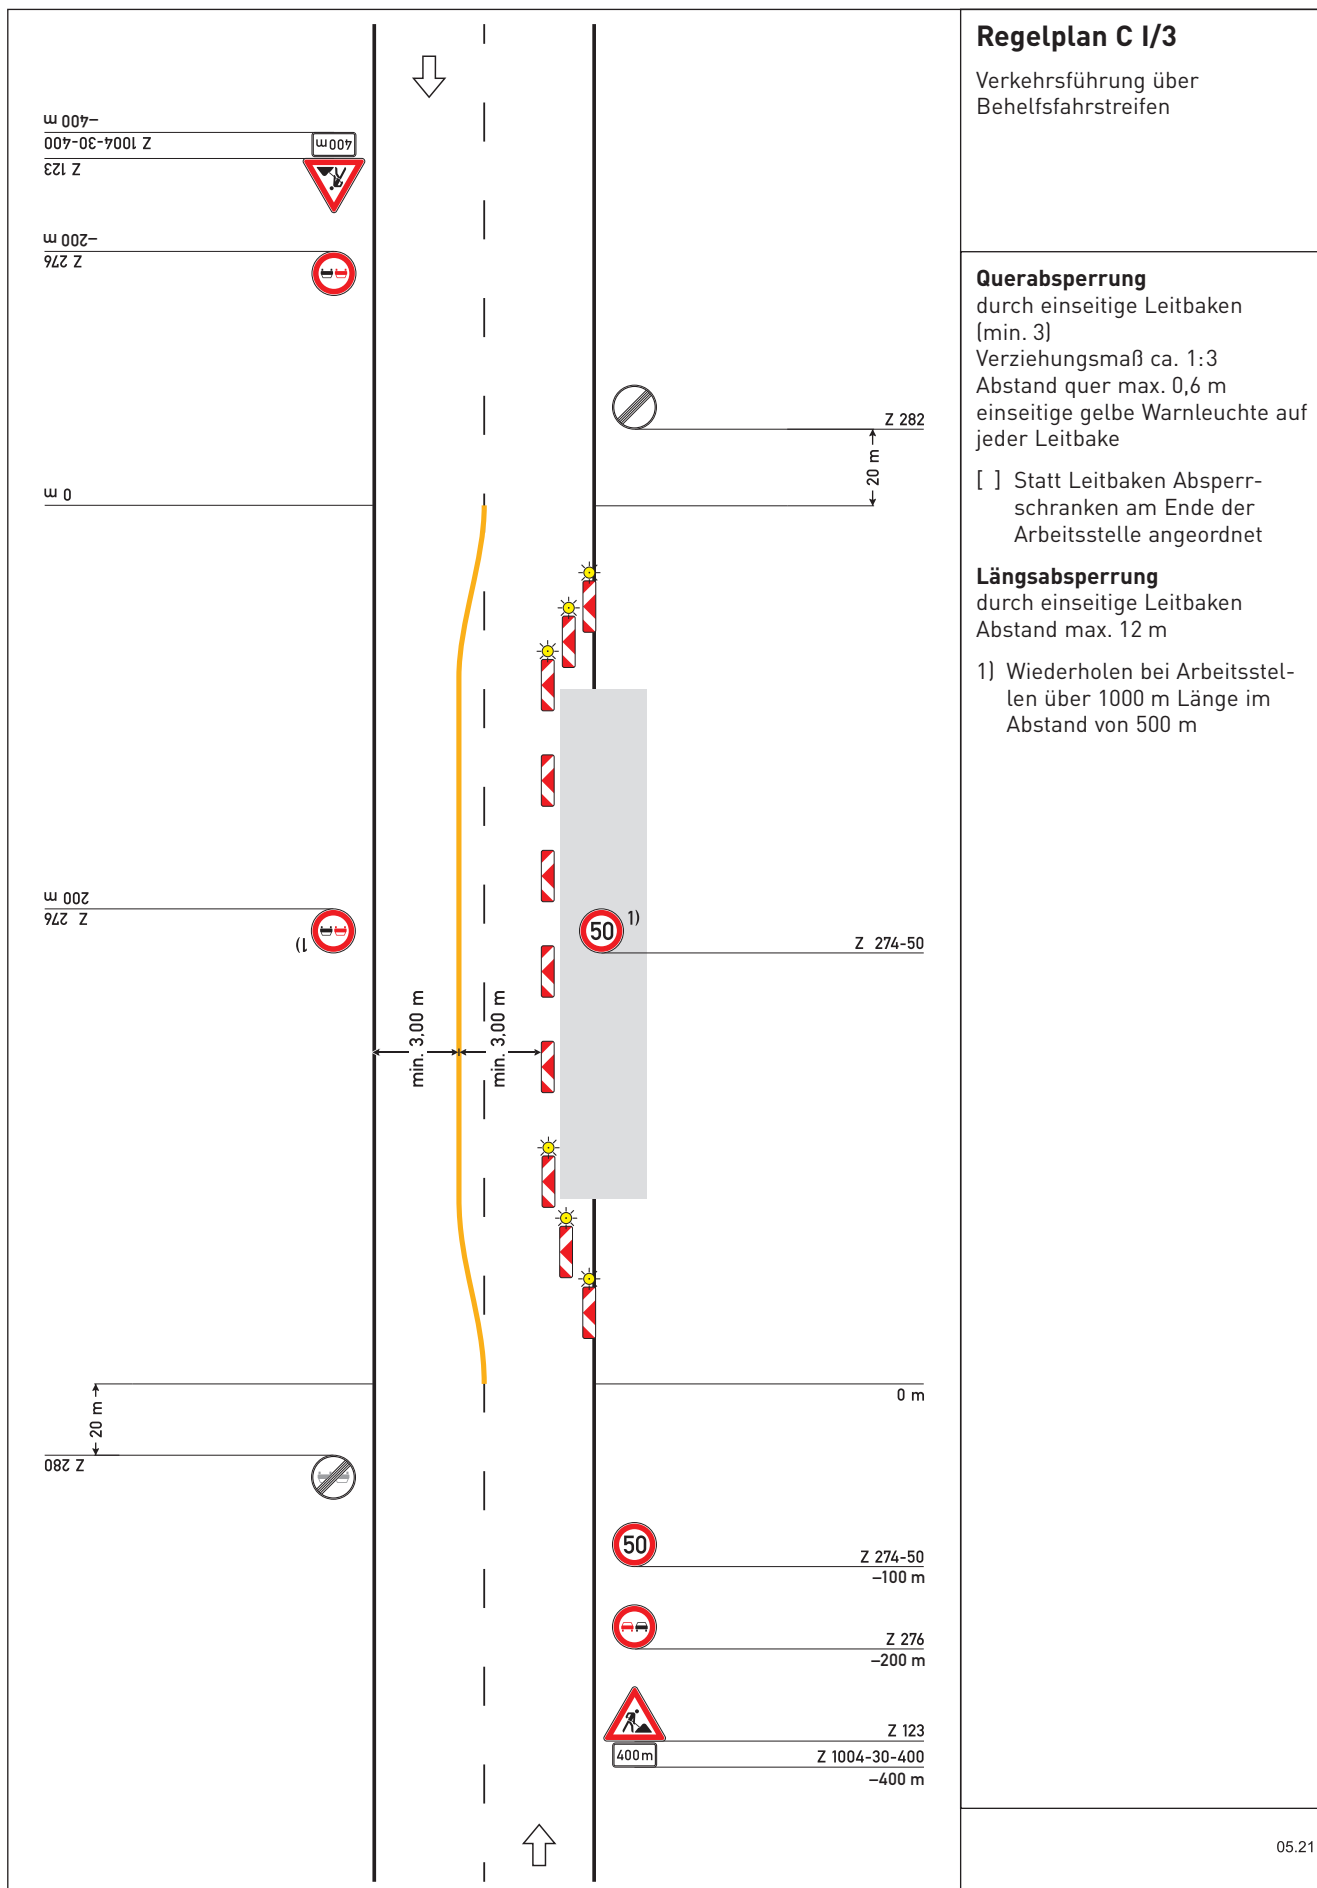 Regelplan C I/3
Verkehrsführung über
Behelfsfahrstreifen
Querabsperrung
durch einseitige Leitbaken
(min. 3)
Verziehungsmaß ca. 1:3
Abstand quer max. 0,6 m
einseitige gelbe Warnleuchte auf
jeder Leitbake
[ ] Statt Leitbaken Absperr-
schranken am Ende der
Arbeitsstelle angeordnet
Längsabsperrung
durch einseitige Leitbaken
Abstand max. 12 m
1) Wiederholen bei Arbeitsstel-
len über 1000 m Länge im
Abstand von 500 m
05.21
–400 m
Z 1004-30-400
400 m
Z 123
–200 m
Z 276
0 m
200 m
Z 276
1)
20 m
Z 280
min. 3,00 m
min. 3,00 m
Z 282
20 m
50
1)
Z 274-50
0 m
50
Z 274-50
–100 m
Z 276
–200 m
Z 123
400 m
Z 1004-30-400
–400 m